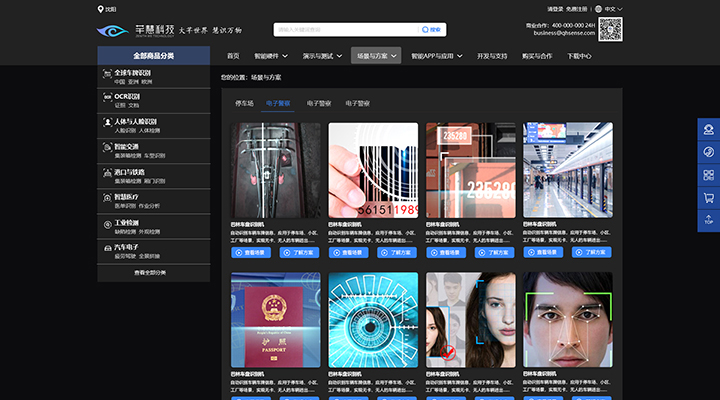 沈阳
请登录 免费注册
中文
芊慧科技
大千世界 慧识万物
搜索
商业合作：400-000-000 24H
business@qhsense.com
全部商品分类
首页
智能硬件
演示与测试
场景与方案
智能APP与应用
开发与支持
购买与合作
下载中心
全球车牌识别
中国 亚洲 欧洲
OCR识别
证照 文档
人体与人脸识别
人脸识别 人体检测
智能交通
集装箱检测 车型识别
港口与铁路
集装箱检测 闸门识别
智慧医疗
医单识别 作业分析
工业检测
缺陷检测 外观检测
汽车电子
疲劳驾驶 全景拼接
查看全部分类
您的位置：场景与方案
停车场
电子警察
电子警察
电子警察
561511989
235280
235280
芭林车盘识别机
芭林车盘识别机
芭林车盘识别机
芭林车盘识别机
自动识别车辆车牌信息，应用于停车场、小区、
工厂等场景，实现无卡、无人的车辆进出......
自动识别车辆车牌信息，应用于停车场、小区、
工厂等场景，实现无卡、无人的车辆进出......
自动识别车辆车牌信息，应用于停车场、小区、
工厂等场景，实现无卡、无人的车辆进出......
自动识别车辆车牌信息，应用于停车场、小区、
工厂等场景，实现无卡、无人的车辆进出......
查看场景
了解方案
查看场景
了解方案
查看场景
了解方案
查看场景
了解方案
护照
PASSPORT
芭林车盘识别机
芭林车盘识别机
芭林车盘识别机
芭林车盘识别机
自动识别车辆车牌信息，应用于停车场、小区、
工厂等场景，实现无卡、无人的车辆进出......
自动识别车辆车牌信息，应用于停车场、小区、
工厂等场景，实现无卡、无人的车辆进出......
自动识别车辆车牌信息，应用于停车场、小区、
工厂等场景，实现无卡、无人的车辆进出......
自动识别车辆车牌信息，应用于停车场、小区、
工厂等场景，实现无卡、无人的车辆进出......
TOP